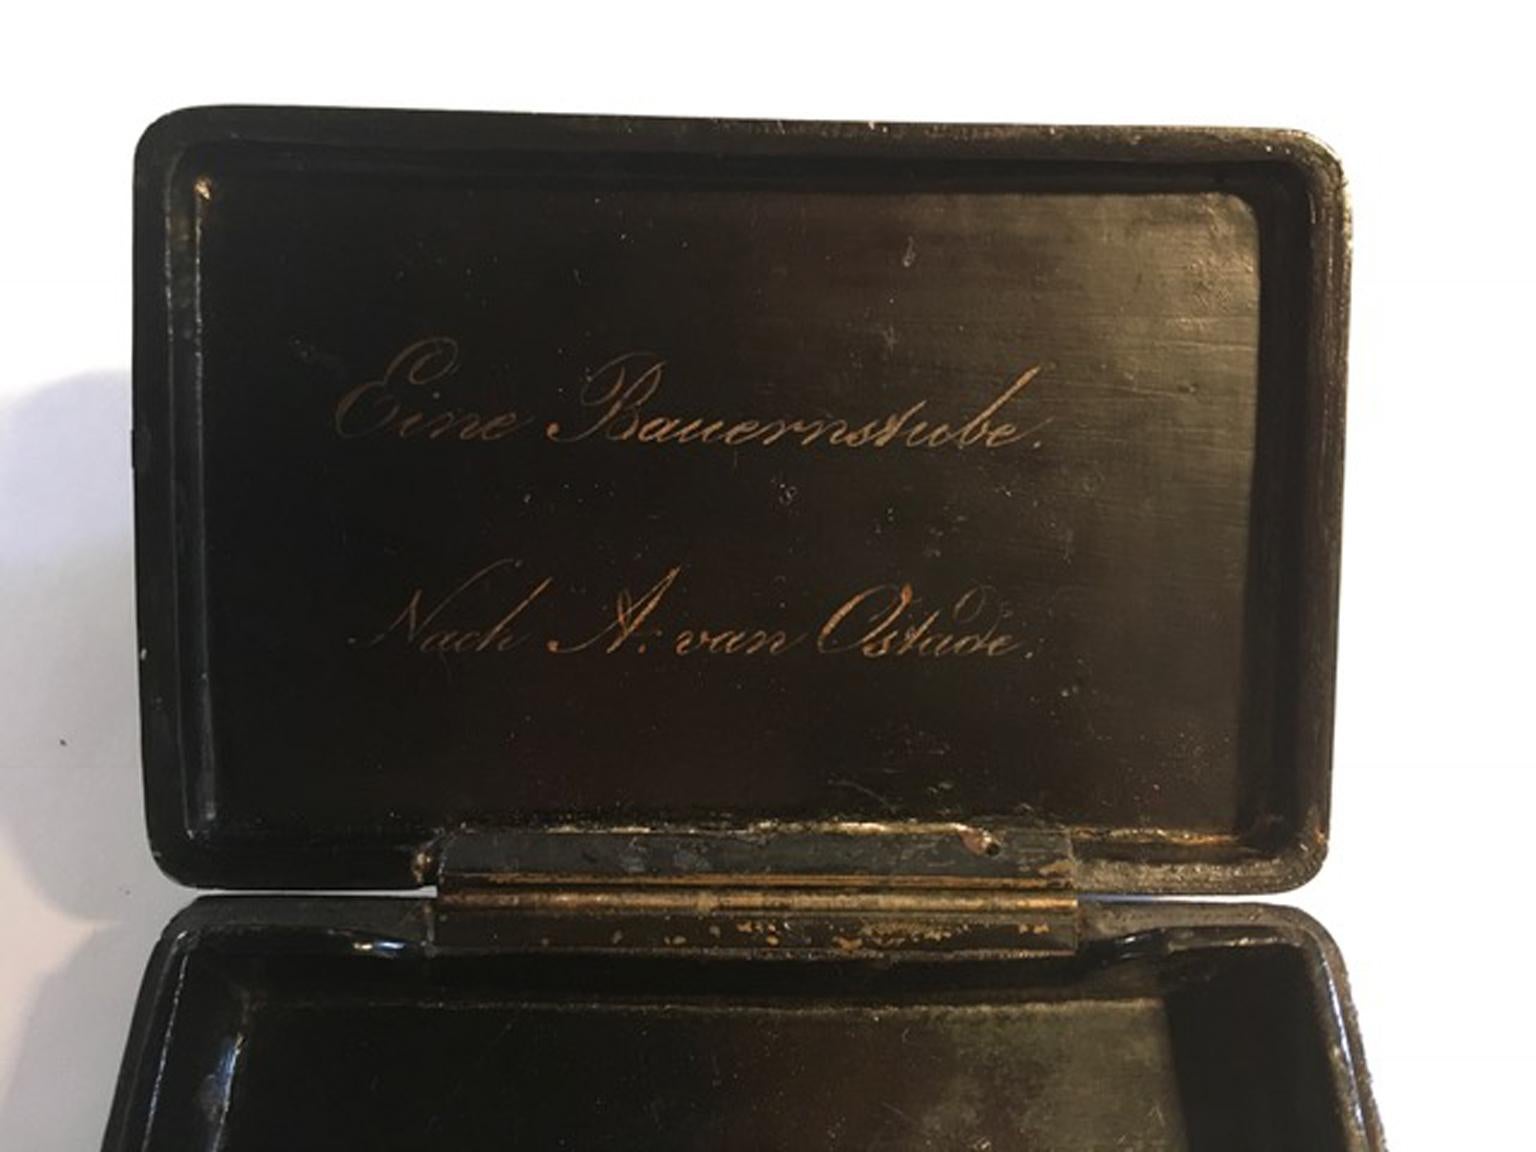 Eine Bauernstube.
Nach A. van Ostade.